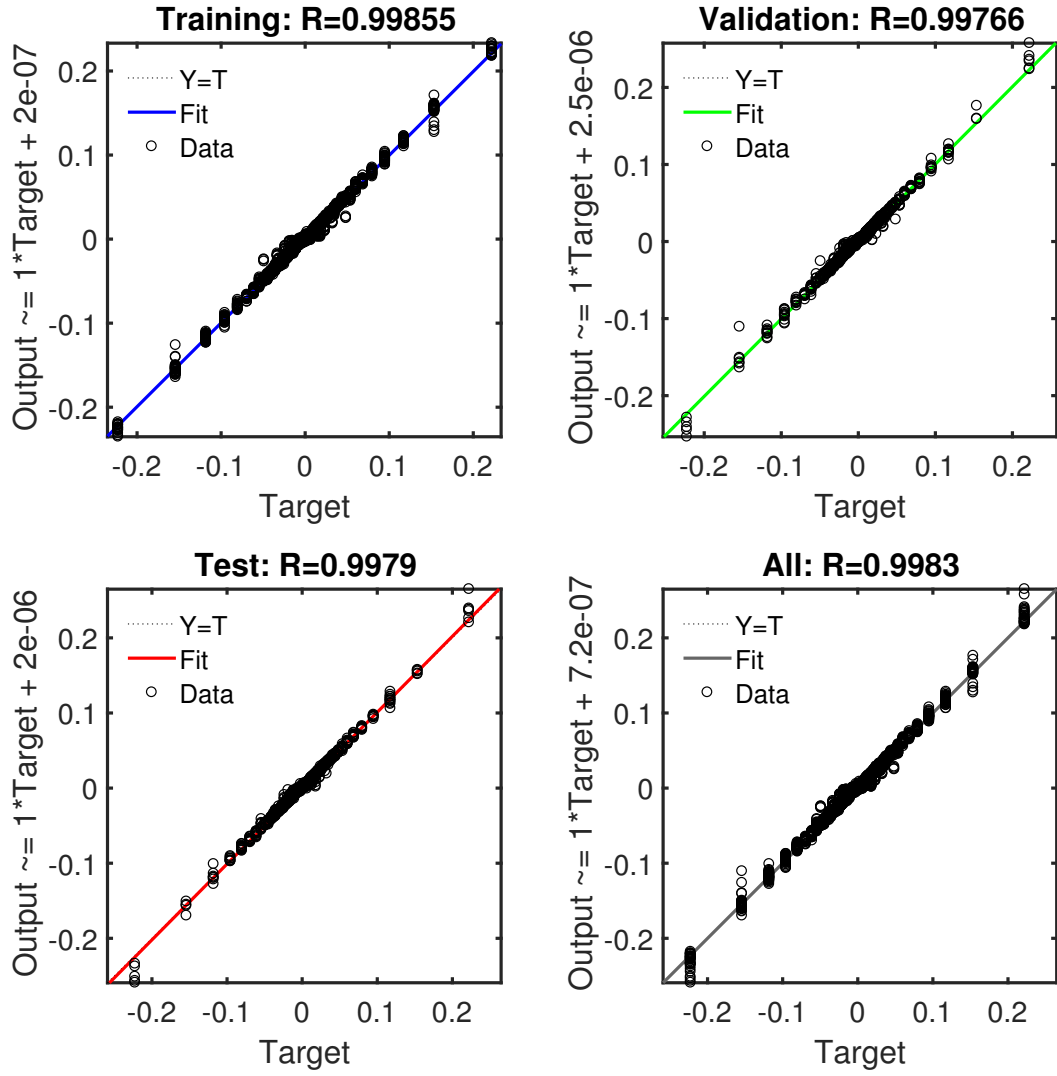 Training: R=0.99855
Output ~= 1*Target + 2e-07
0.2
0.1
0
-0.1
-0.2
Y=T
Fit
Data
-0.2 -0.1 0 0.1 0.2
Target
Validation: R=0.99766
Output ~= 1*Target + 2.5e-06
0.2
0.1
0
-0.1
-0.2
Y=T
Fit
Data
-0.2 -0.1 0 0.1 0.2
Target
Test: R=0.9979
Output ~= 1*Target + 2e-06
0.2
0.1
0
-0.1
-0.2
Y=T
Fit
Data
-0.2 -0.1 0 0.1 0.2
Target
All: R=0.9983
Output ~= 1*Target + 7.2e-07
0.2
0.1
0
-0.1
-0.2
Y=T
Fit
Data
-0.2 -0.1 0 0.1 0.2
Target